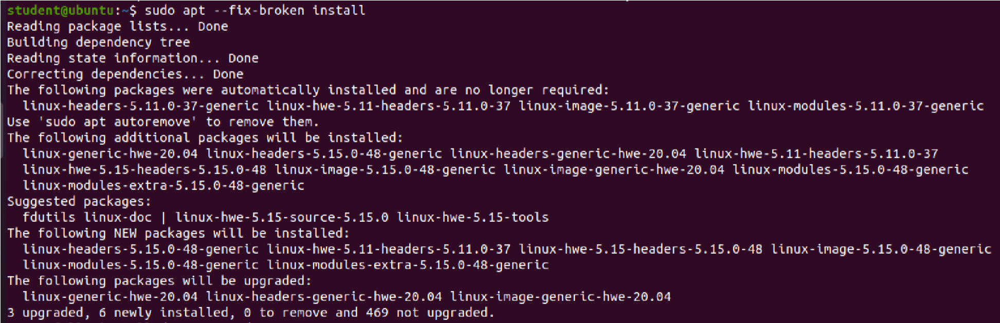 student@ubuntu:~$ sudo apt --fix-broken install
Reading package lists... Done
Building dependency tree
Reading state information... Done
Correcting dependencies... Done
The following packages were automatically installed and are no longer required:
  linux-headers-5.11.0-37-generic linux-hwe-5.11-headers-5.11.0-37 linux-image-5.11.0-37-generic linux-modules-5.11.0-37-generic
Use 'sudo apt autoremove' to remove them.
The following additional packages will be installed:
  linux-generic-hwe-20.04 linux-headers-5.15.0-48-generic linux-headers-generic-hwe-20.04 linux-hwe-5.11-headers-5.11.0-37
  linux-hwe-5.15-headers-5.15.0-48 linux-image-5.15.0-48-generic linux-image-generic-hwe-20.04 linux-modules-5.15.0-48-generic
  linux-modules-extra-5.15.0-48-generic
Suggested packages:
  fdutils linux-doc | linux-hwe-5.15-source-5.15.0 linux-hwe-5.15-tools
The following NEW packages will be installed:
  linux-headers-5.15.0-48-generic linux-hwe-5.11-headers-5.11.0-37 linux-hwe-5.15-headers-5.15.0-48 linux-image-5.15.0-48-generic
  linux-modules-5.15.0-48-generic linux-modules-extra-5.15.0-48-generic
The following packages will be upgraded:
  linux-generic-hwe-20.04 linux-headers-generic-hwe-20.04 linux-image-generic-hwe-20.04
3 upgraded, 6 newly installed, 0 to remove and 469 not upgraded.